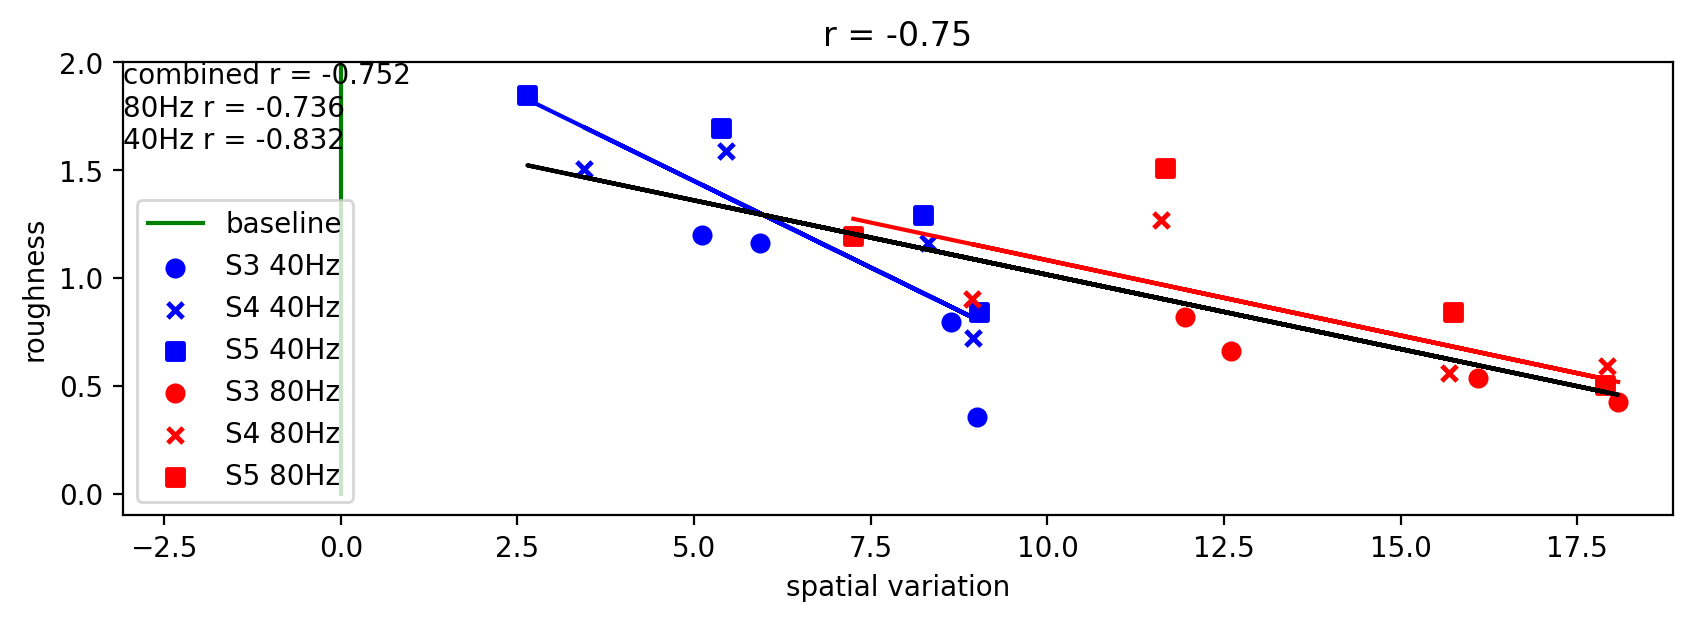 r = -0.75
combined r = -0.752
80Hz r = -0.736
40Hz r = -0.832
baseline
S3 40Hz
S4 40Hz
S5 40Hz
S3 80Hz
S4 80Hz
S5 80Hz
roughness
2.0
1.5
1.0
0.5
0.0
−2.5 0.0 2.5 5.0 7.5 10.0 12.5 15.0 17.5
spatial variation